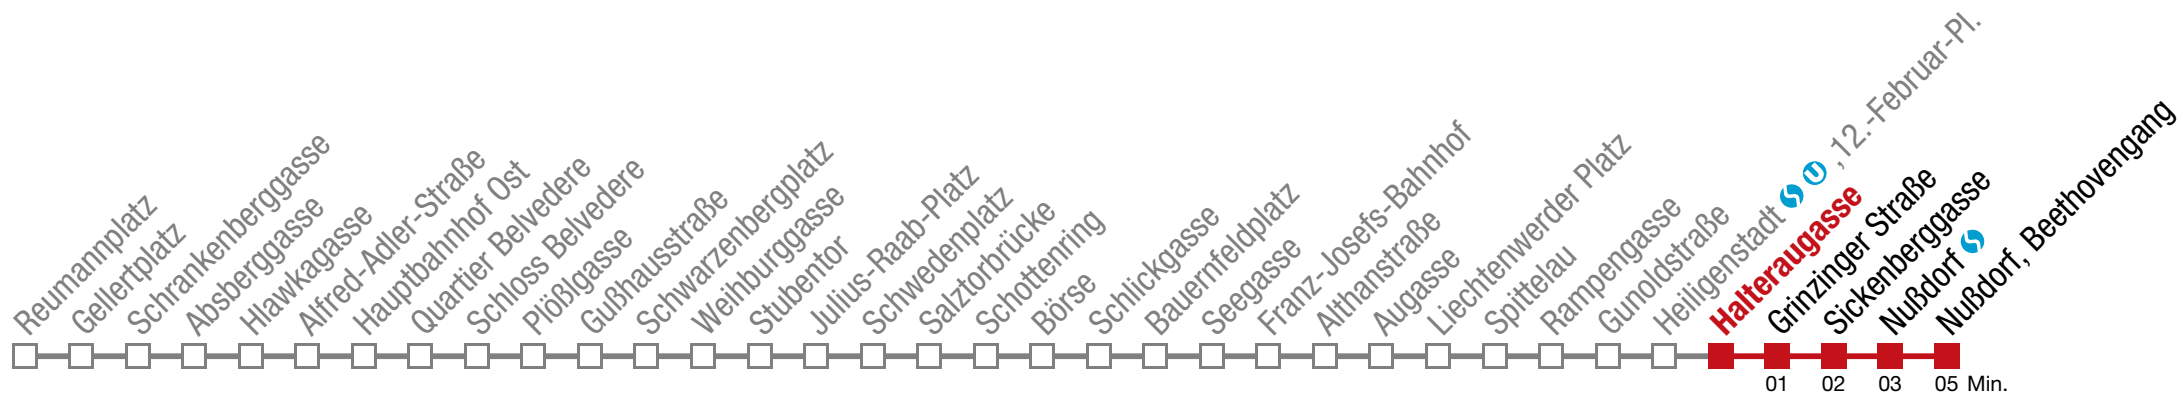 Reumannplatz
Gellertplatz
Schrankenberggasse
Absberggasse
Hlawkagasse
Alfred-Adler-Straße
Hauptbahnhof Ost
Quartier Belvedere
Schloss Belvedere
Plößlgasse
Gußhausstraße
Schwarzenbergplatz
Weihburggasse
Stubentor
Julius-Raab-Platz
Schwedenplatz
Salztorbrücke
Schottenring
Börse
Schlickgasse
Bauernfeldplatz
Seegasse
Franz-Josefs-Bahnhof
Althanstraße
Augasse
Liechtenwerder Platz
Spittelau
Rampengasse
Gunoldstraße
Heiligenstadt S U ,12.-Februar-Pl.
Halteraugasse
Grinzinger Straße
Sickenberggasse
Nußdorf S
Nußdorf, Beethovengang
01 02 03 05 Min.